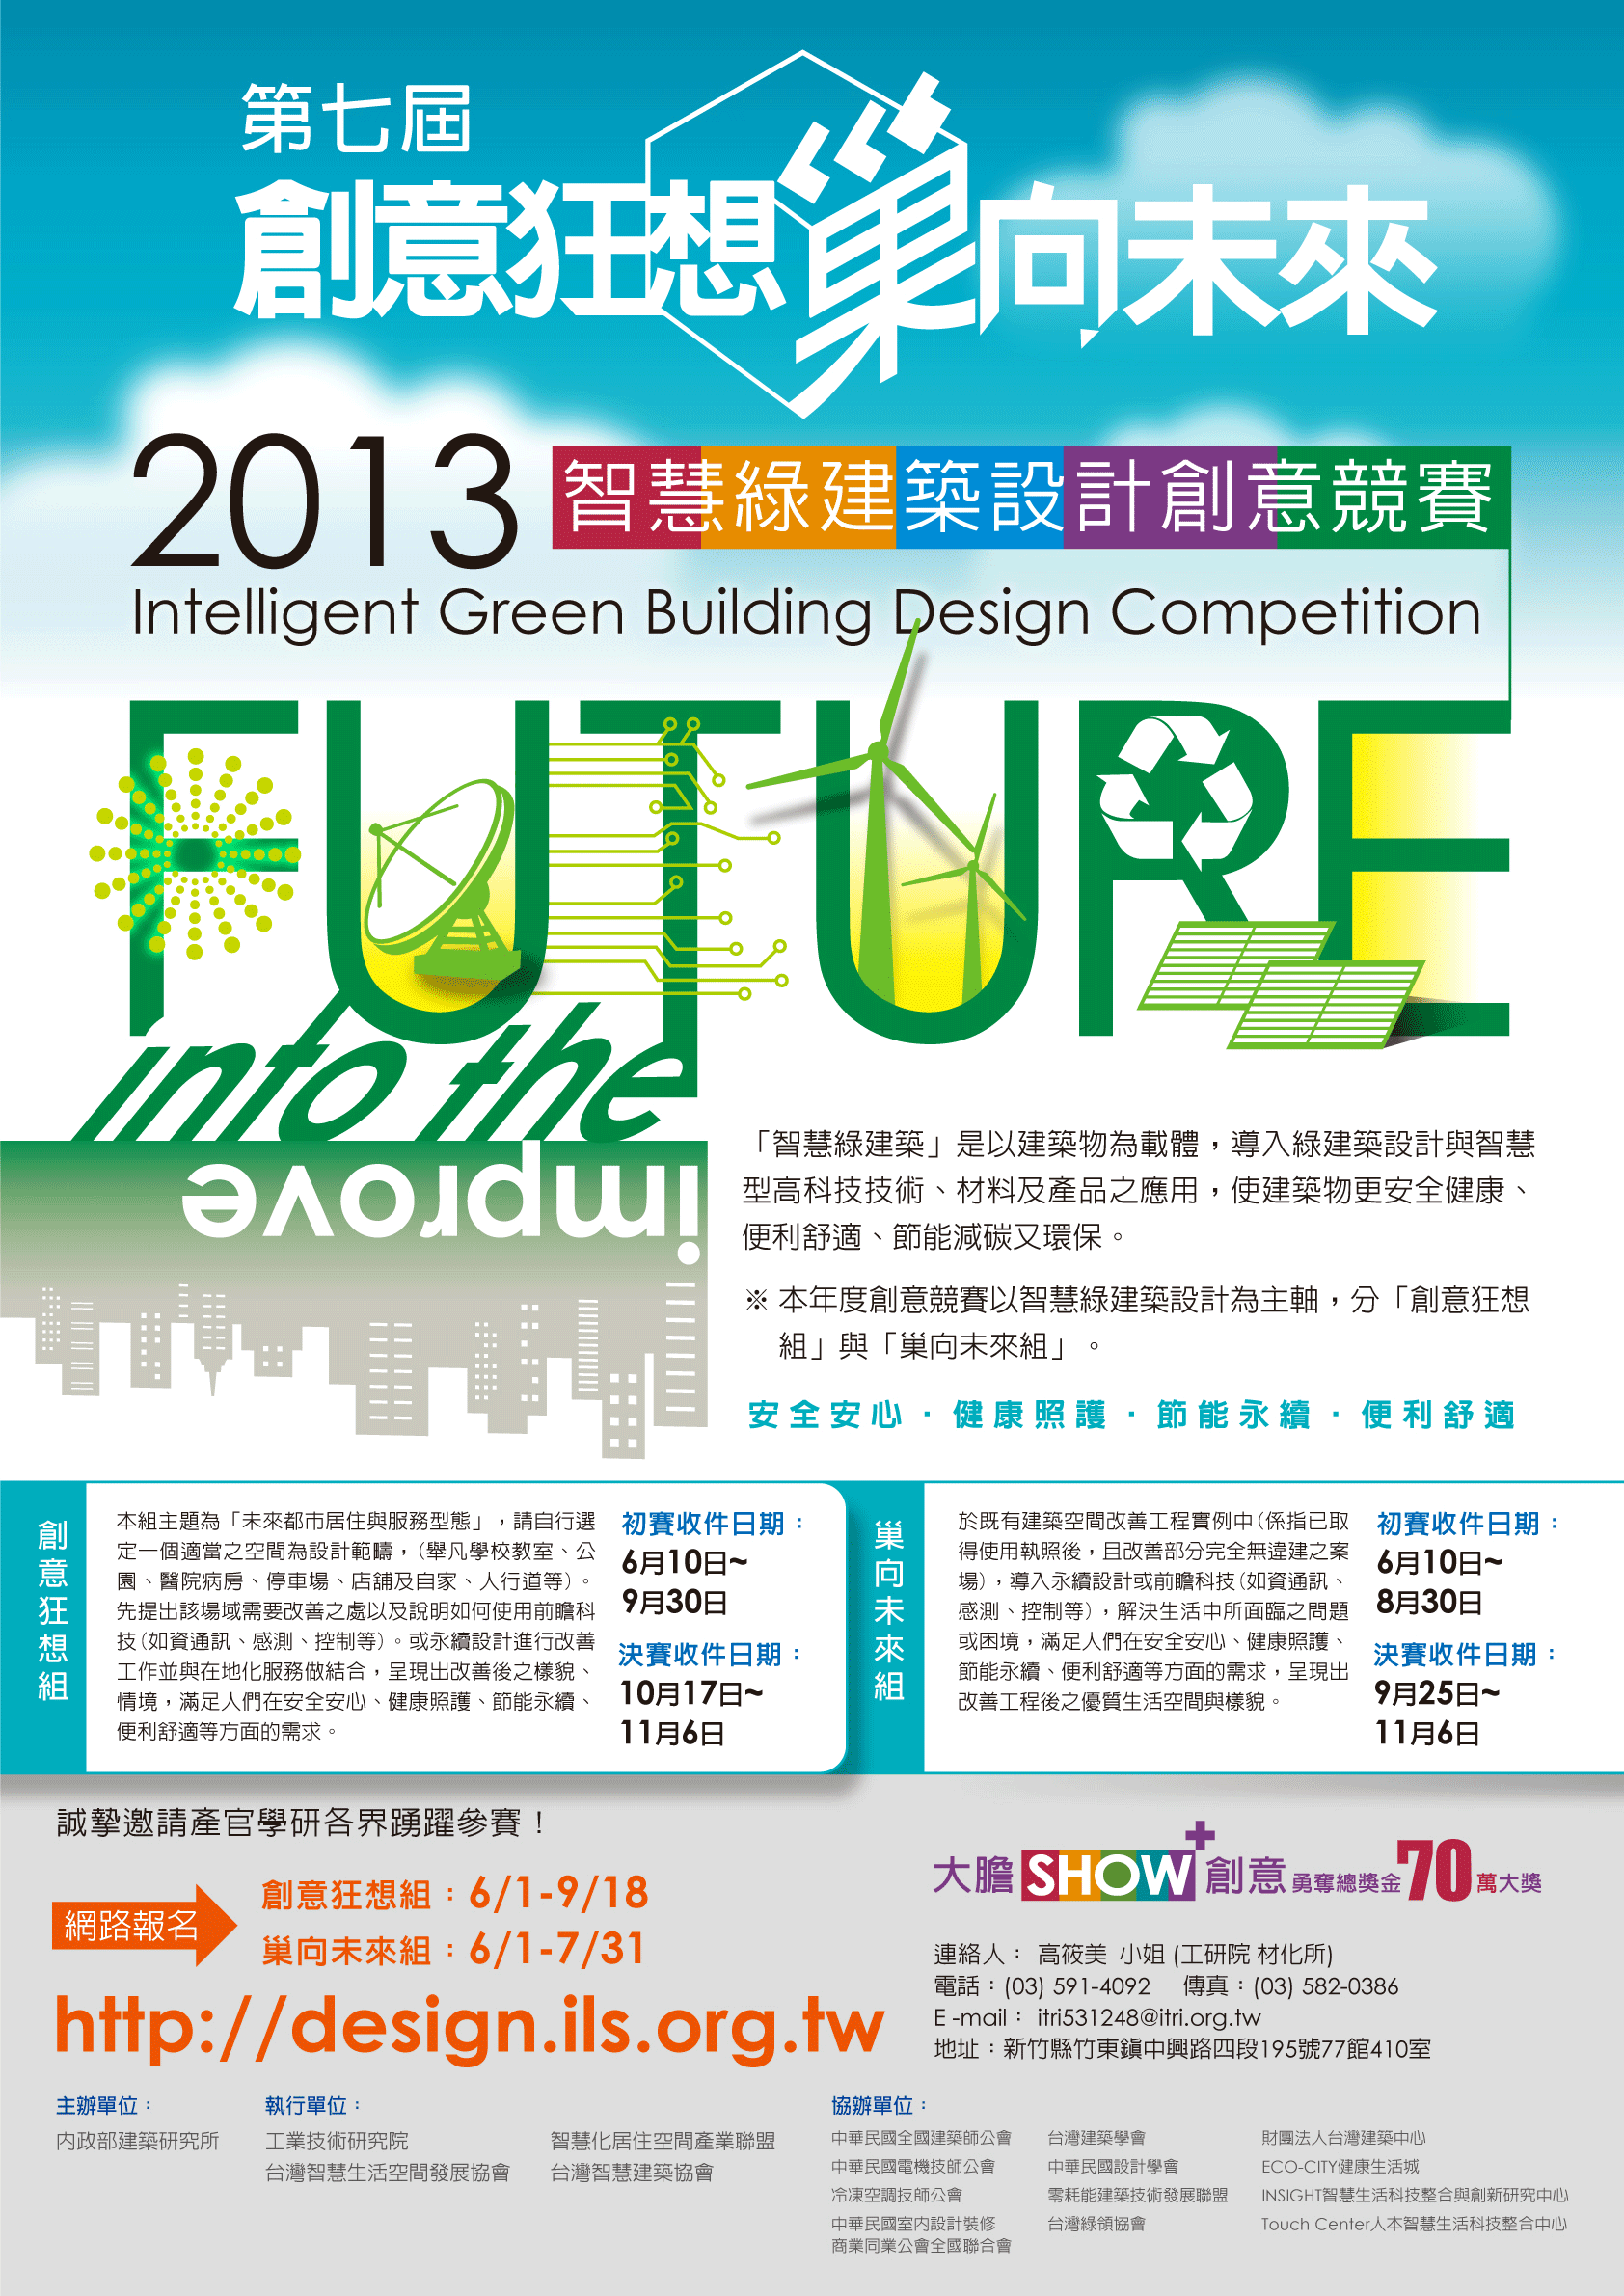 第七屆
創意狂想 巢向未來
2013 智慧綠建築設計創意競賽
Intelligent Green Building Design Competition
FUTURE
into the
improve
「智慧綠建築」是以建築物為載體，導入綠建築設計與智慧
型高科技技術、材料及產品之應用，使建築物更安全健康、
便利舒適、節能減碳又環保。
※ 本年度創意競賽以智慧綠建築設計為主軸，分「創意狂想
組」與「巢向未來組」。
安全安心・健康照護・節能永續・便利舒適
創意狂想組
本組主題為「未來都市居住與服務型態」，請自行選
定一個適當之空間為設計範疇，(舉凡學校教室、公
園、醫院病房、停車場、店舖及自家、人行道等)。
先提出該場域需要改善之處以及說明如何使用前瞻科
技(如資通訊、感測、控制等)。或永續設計進行改善
工作並與在地化服務做結合，呈現出改善後之樣貌、
情境，滿足人們在安全安心、健康照護、節能永續、
便利舒適等方面的需求。
初賽收件日期：
6月10日~
9月30日
決賽收件日期：
10月17日~
11月6日
巢向未來組
於既有建築空間改善工程實例中(係指已取
得使用執照後，且改善部分完全無違建之案
場)，導入永續設計或前瞻科技(如資通訊、
感測、控制等)，解決生活中所面臨之問題
或困境，滿足人們在安全安心、健康照護、
節能永續、便利舒適等方面的需求，呈現出
改善工程後之優質生活空間與樣貌。
初賽收件日期：
6月10日~
8月30日
決賽收件日期：
9月25日~
11月6日
誠摯邀請產官學研各界踴躍參賽！
網路報名
創意狂想組：6/1-9/18
巢向未來組：6/1-7/31
http://design.ils.org.tw
大膽SHOW+創意 勇奪總獎金70萬大獎
連絡人： 高筱美 小姐 (工研院 材化所)
電話：(03) 591-4092 傳真：(03) 582-0386
E -mail： itri531248@itri.org.tw
地址：新竹縣竹東鎮中興路四段195號77館410室
主辦單位：
內政部建築研究所
執行單位：
工業技術研究院 智慧化居住空間產業聯盟
台灣智慧生活空間發展協會 台灣智慧建築協會
協辦單位：
中華民國全國建築師公會 台灣建築學會 財團法人台灣建築中心
中華民國電機技師公會 中華民國設計學會 ECO-CITY健康生活城
冷凍空調技師公會 零耗能建築技術發展聯盟 INSIGHT智慧生活科技整合與創新研究中心
中華民國室內設計裝修 台灣綠領協會 Touch Center人本智慧生活科技整合中心
商業同業公會全國聯合會